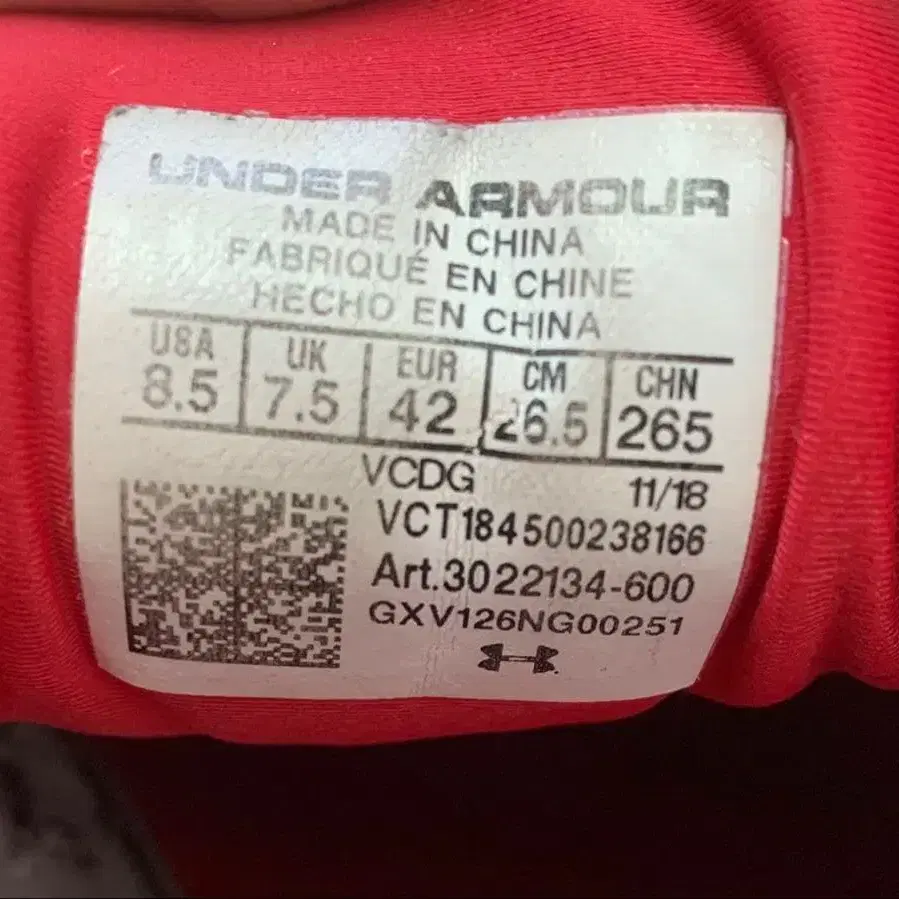 UNDER ARMOUR
MADE IN CHINA
FABRIQUÉ EN CHINE
HECHO EN CHINA
USA UK EUR CM CHN
8.5 7.5 42 26.5 265
VCDG 11/18
VCT184500238166
Art.3022134-600
GXV126NG00251